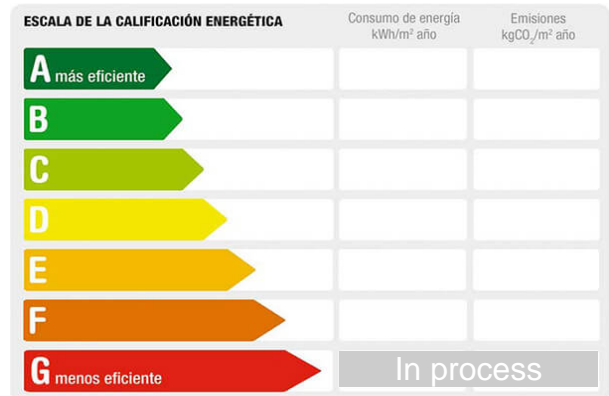 ESCALA DE LA CALIFICACIÓN ENERGÉTICA
Consumo de energía
kWh/m² año
Emisiones
kgCO₂/m² año
A más eficiente
B
C
D
E
F
G menos eficiente
In process